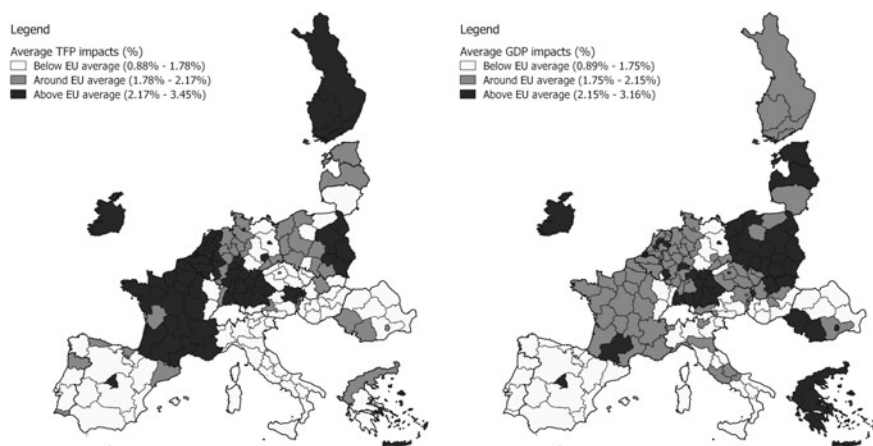 Legend
Average TFP impacts (%)
Below EU average (0.88% - 1.78%)
Around EU average (1.78% - 2.17%)
Above EU average (2.17% - 3.45%)
Legend
Average GDP impacts (%)
Below EU average (0.89% - 1.75%)
Around EU average (1.75% - 2.15%)
Above EU average (2.15% - 3.16%)